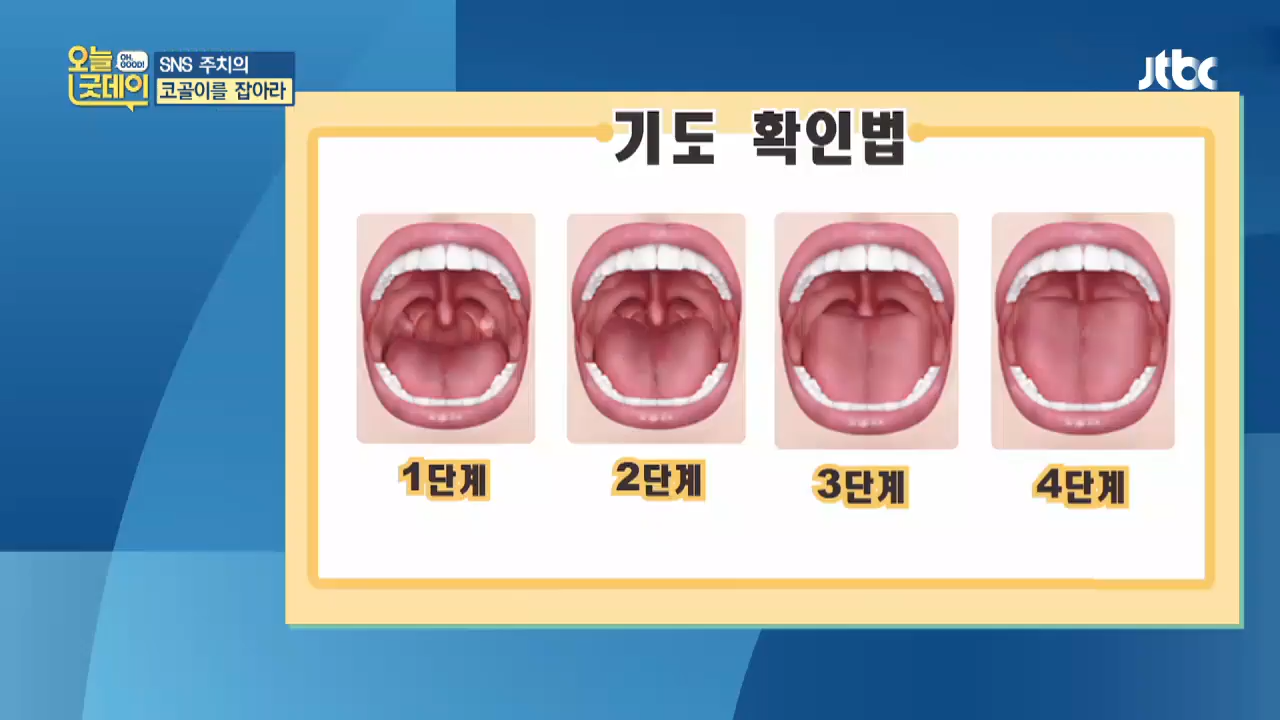 오늘
굿데이
OH, GOOD!
SNS 주치의
코골이를 잡아라
jtbc
기도 확인법
1단계
2단계
3단계
4단계